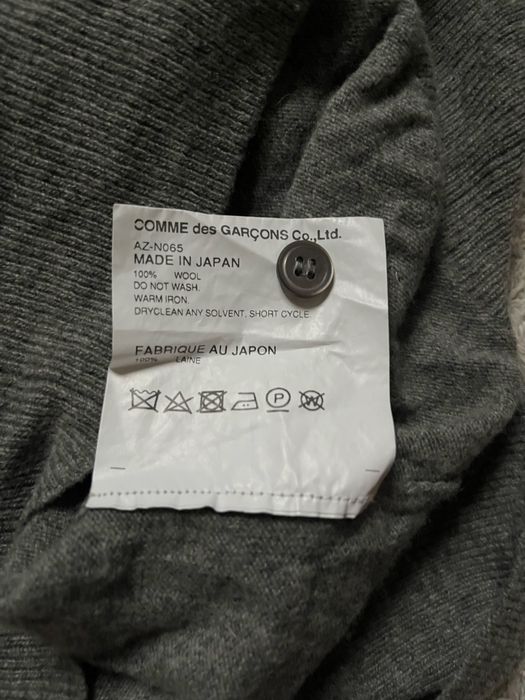 COMME des GARÇONS Co.,Ltd.
AZ-N065
MADE IN JAPAN
100% WOOL
DO NOT WASH.
WARM IRON.
DRYCLEAN ANY SOLVENT, SHORT CYCLE.
FABRIQUE AU JAPON
100% LAINE
P
W